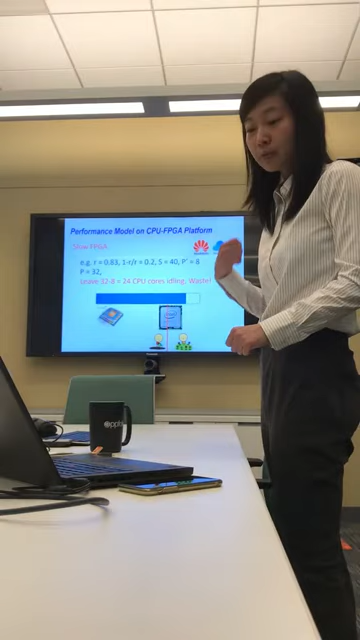 Performance Model on CPU-FPGA Platform
Slow FPGA
e.g. r = 0.83, 1-r/r = 0.2, S = 40, P' = 8
P = 32,
Leave 32-8 = 24 CPU cores idling, Waste!